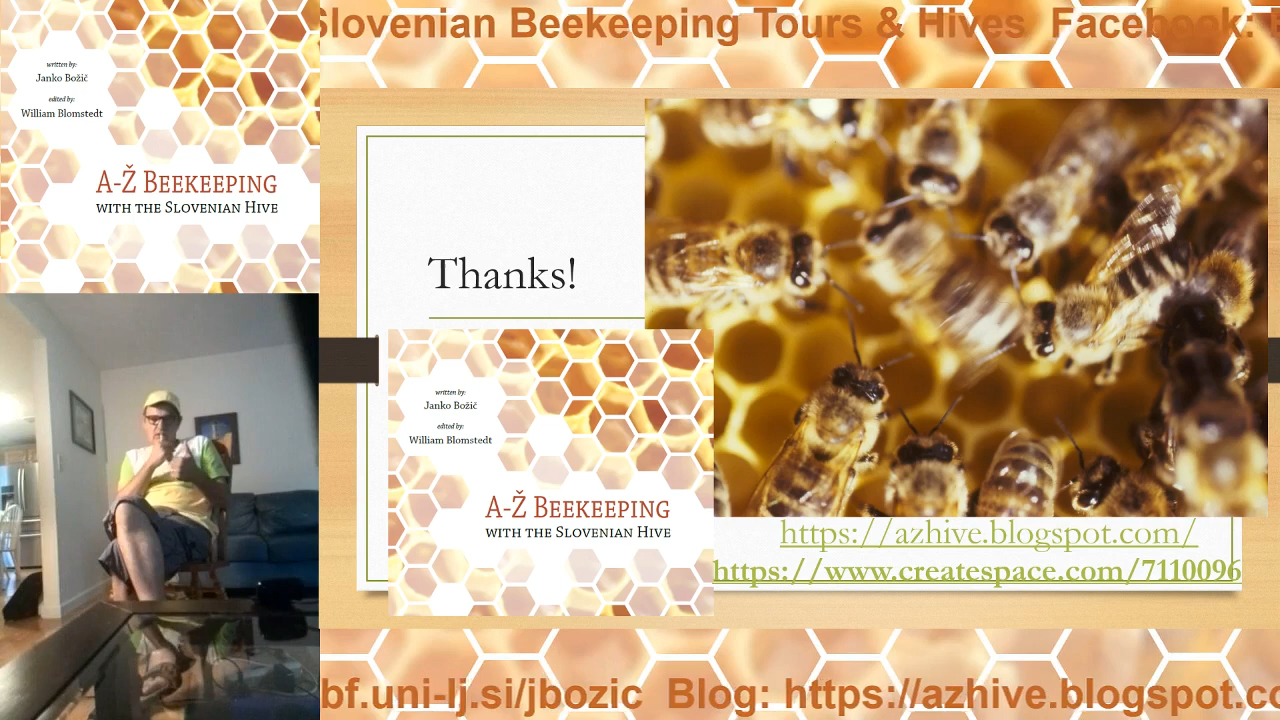 written by:
Janko Božič
edited by:
William Blomstedt
A-Ž Beekeeping
with the Slovenian Hive
Slovenian Beekeeping Tours & Hives Facebook:
Thanks!
written by:
Janko Božič
edited by:
William Blomstedt
A-Ž Beekeeping
with the Slovenian Hive
https://azhive.blogspot.com/
https://www.createspace.com/7110096
bf.uni-lj.si/jbozic Blog: https://azhive.blogspot.co